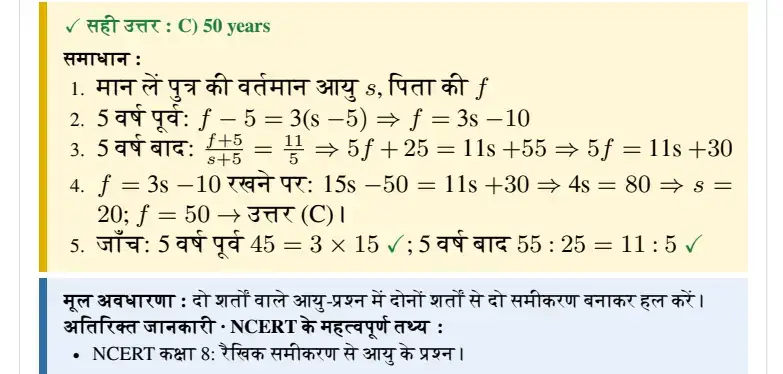 ✓ सही उत्तर : C) 50 years
समाधान :
1. मान लें पुत्र की वर्तमान आयु s, पिता की f
2. 5 वर्ष पूर्व: f − 5 = 3(s −5) ⇒ f = 3s −10
3. 5 वर्ष बाद: \frac{f+5}{s+5} = \frac{11}{5} ⇒ 5f + 25 = 11s +55 ⇒ 5f = 11s +30
4. f = 3s −10 रखने पर: 15s −50 = 11s +30 ⇒ 4s = 80 ⇒ s =
20; f = 50 → उत्तर (C)।
5. जाँच: 5 वर्ष पूर्व 45 = 3 × 15 ✓; 5 वर्ष बाद 55 : 25 = 11 : 5 ✓
मूल अवधारणा : दो शर्तों वाले आयु-प्रश्न में दोनों शर्तों से दो समीकरण बनाकर हल करें।
अतिरिक्त जानकारी · NCERT के महत्वपूर्ण तथ्य :
• NCERT कक्षा 8: रैखिक समीकरण से आयु के प्रश्न।